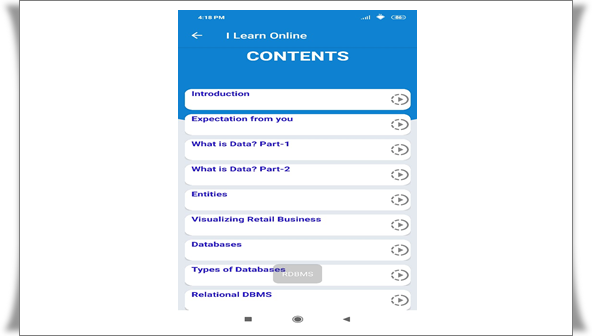 4:18 PM
I Learn Online
CONTENTS
Introduction
Expectation from you
What is Data? Part-1
What is Data? Part-2
Entities
Visualizing Retail Business
Databases
Types of Databases
RDBMS
Relational DBMS